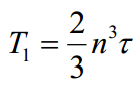 T₁ = 2/3 n³τ